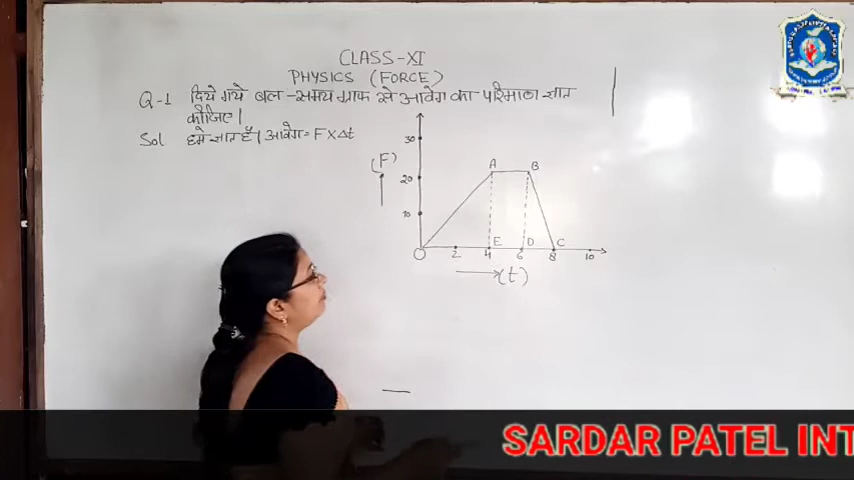 CLASS-XI
PHYSICS (FORCE)
Q-1 दिये गये बल-समय ग्राफ से आवेग का परिमाण ज्ञात
कीजिए।
Sol हमे ज्ञात है। आवेग = F×Δt
30
(F)
A B
20
10
E D C
O 2 4 6 8 10
(t)
SARDAR PATEL INT